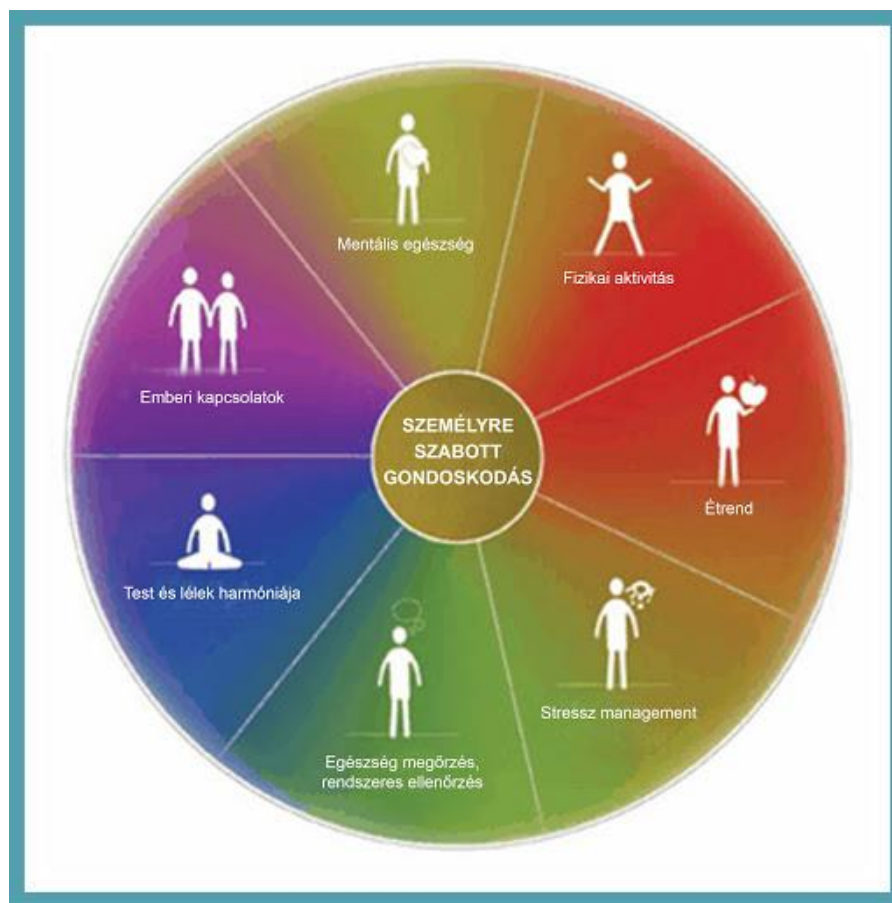 Mentális egészség
Fizikai aktivitás
Emberi kapcsolatok
SZEMÉLYRE
SZABOTT
GONDOSKODÁS
Étrend
Test és lélek harmóniája
Stressz management
Egészség megőrzés,
rendszeres ellenőrzés